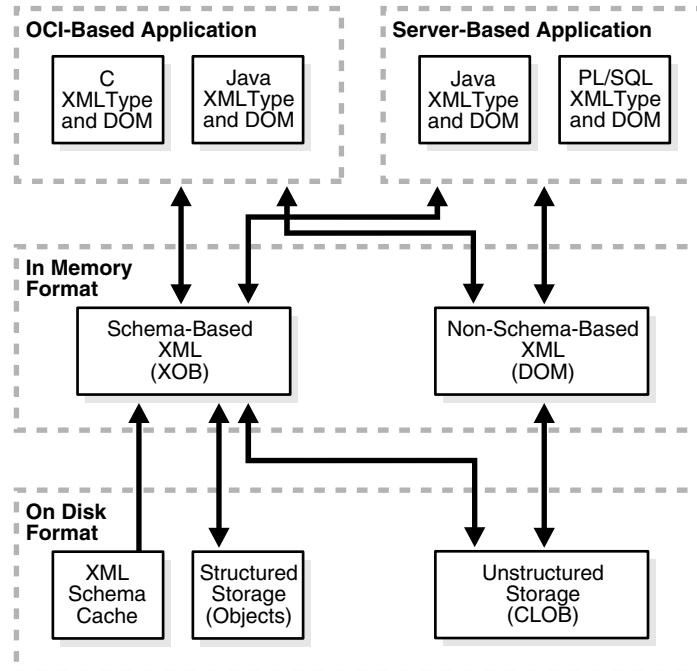 OCI-Based Application
C
XMLType
and DOM
Java
XMLType
and DOM
Server-Based Application
Java
XMLType
and DOM
PL/SQL
XMLType
and DOM
In Memory
Format
Schema-Based
XML
(XOB)
Non-Schema-Based
XML
(DOM)
On Disk
Format
XML
Schema
Cache
Structured
Storage
(Objects)
Unstructured
Storage
(CLOB)